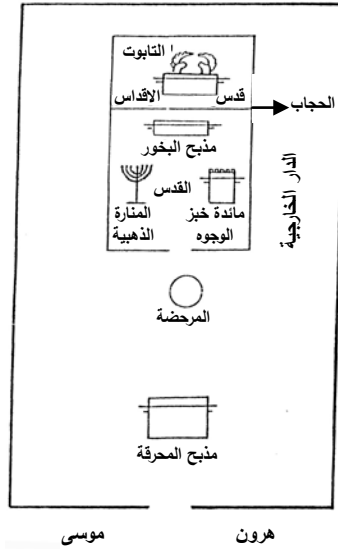 التابوت
قدس الاقداس
الحجاب
مذبح البخور
القدس
المنارة
الذهبية
مائدة خبز
الوجوه
الدار الخارجية
المرحضة
مذبح المحرقة
هرون
موسى